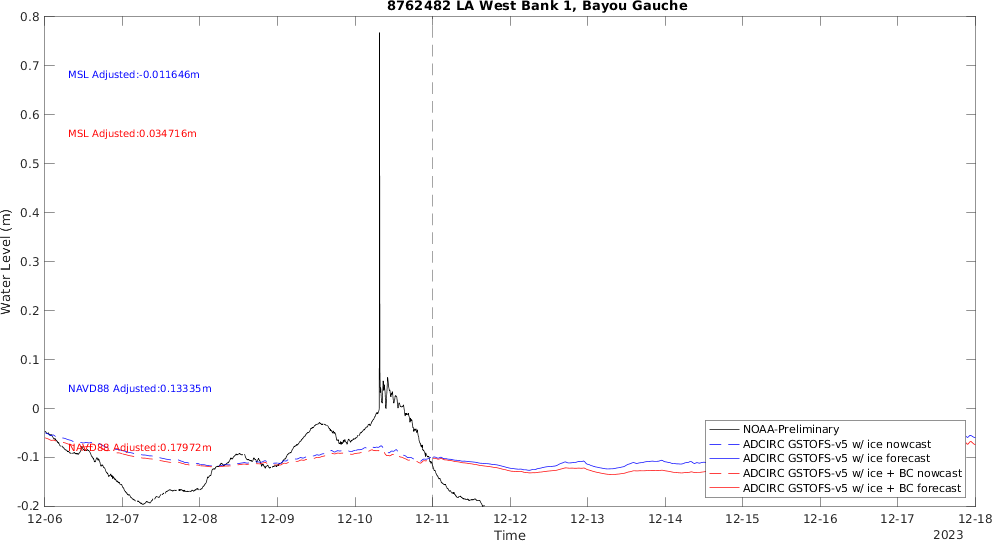 8762482 LA West Bank 1, Bayou Gauche
0.8
0.7
0.6
0.5
0.4
0.3
0.2
0.1
0
-0.1
-0.2
Water Level (m)
MSL Adjusted:-0.011646m
MSL Adjusted:0.034716m
NAVD88 Adjusted:0.13335m
NAVD88 Adjusted:0.17972m
NOAA-Preliminary
ADCIRC GSTOFS-v5 w/ ice nowcast
ADCIRC GSTOFS-v5 w/ ice forecast
ADCIRC GSTOFS-v5 w/ ice + BC nowcast
ADCIRC GSTOFS-v5 w/ ice + BC forecast
12-06 12-07 12-08 12-09 12-10 12-11 12-12 12-13 12-14 12-15 12-16 12-17 12-18
Time
2023